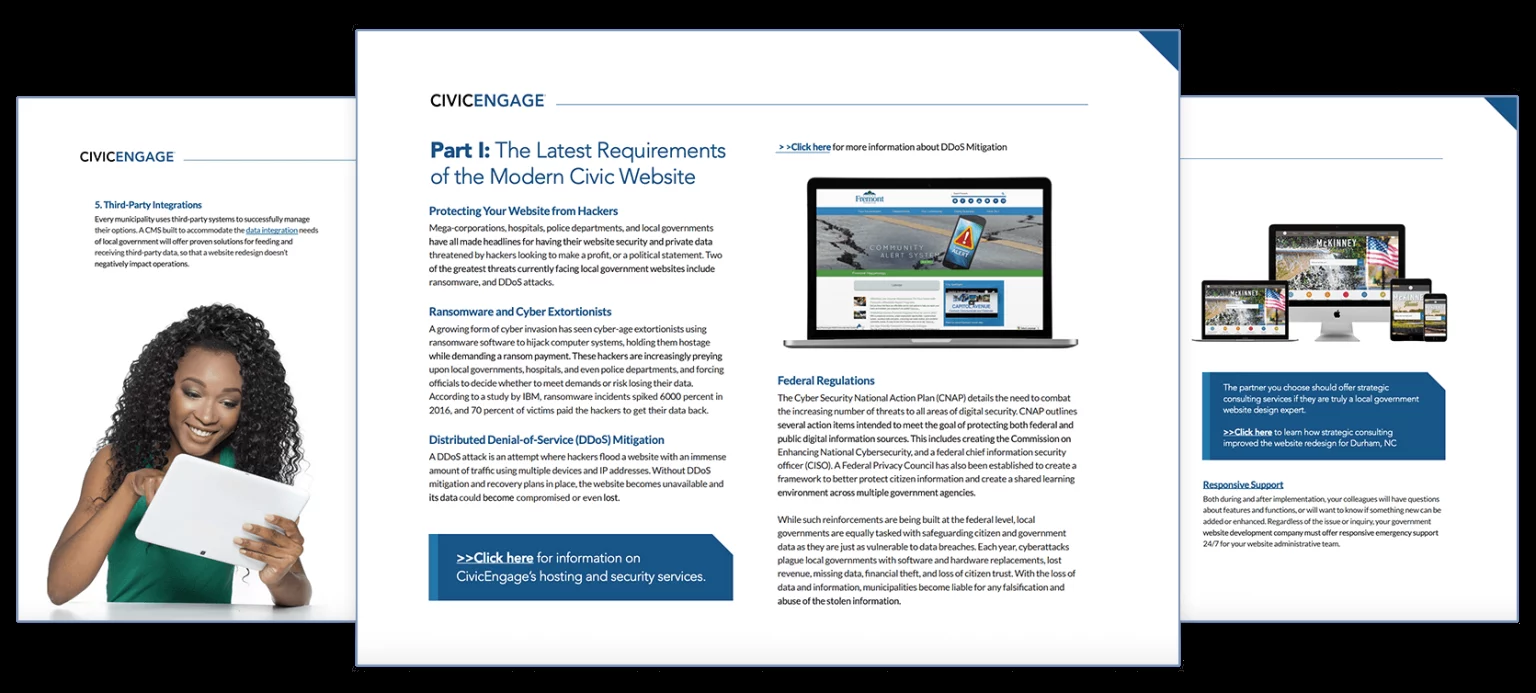 CIVICENGAGE
5. Third-Party Integrations
Every municipality uses third-party systems to successfully manage
their options. A CMS built to accommodate the data integration needs
of local government will offer proven solutions for feeding and
receiving third-party data, so that a website redesign doesn't
negatively impact operations.
CIVICENGAGE
Part I: The Latest Requirements
of the Modern Civic Website
Protecting Your Website from Hackers
Mega-corporations, hospitals, police departments, and local governments
have all made headlines for having their website security and private data
threatened by hackers looking to make a profit, or a political statement. Two
of the greatest threats currently facing local government websites include
ransomware, and DDoS attacks.
Ransomware and Cyber Extortionists
A growing form of cyber invasion has seen cyber-age extortionists using
ransomware software to hijack computer systems, holding them hostage
while demanding a ransom payment. These hackers are increasingly preying
upon local governments, hospitals, and even police departments, and forcing
officials to decide whether to meet demands or risk losing their data.
According to a study by IBM, ransomware incidents spiked 6000 percent in
2016, and 70 percent of victims paid the hackers to get their data back.
Distributed Denial-of-Service (DDoS) Mitigation
A DDoS attack is an attempt where hackers flood a website with an immense
amount of traffic using multiple devices and IP addresses. Without DDoS
mitigation and recovery plans in place, the website becomes unavailable and
its data could become compromised or even lost.
>>Click here for information on
CivicEngage's hosting and security services.
> >Click here for more information about DDoS Mitigation
Fremont
COMMUNITY
ALERT SYSTEM
ALERT
CAPITOL AVENUE
Federal Regulations
The Cyber Security National Action Plan (CNAP) details the need to combat
the increasing number of threats to all areas of digital security. CNAP outlines
several action items intended to meet the goal of protecting both federal and
public digital information sources. This includes creating the Commission on
Enhancing National Cybersecurity, and a federal chief information security
officer (CISO). A Federal Privacy Council has also been established to create a
framework to better protect citizen information and create a shared learning
environment across multiple government agencies.
While such reinforcements are being built at the federal level, local
governments are equally tasked with safeguarding citizen and government
data as they are just as vulnerable to data breaches. Each year, cyberattacks
plague local governments with software and hardware replacements, lost
revenue, missing data, financial theft, and loss of citizen trust. With the loss of
data and information, municipalities become liable for any falsification and
abuse of the stolen information.
McKINNEY
McKINNEY
The partner you choose should offer strategic
consulting services if they are truly a local government
website design expert.
>>Click here to learn how strategic consulting
improved the website redesign for Durham, NC
Responsive Support
Both during and after implementation, your colleagues will have questions
about features and functions, or will want to know if something new can be
added or enhanced. Regardless of the issue or inquiry, your government
website development company must offer responsive emergency support
24/7 for your website administrative team.